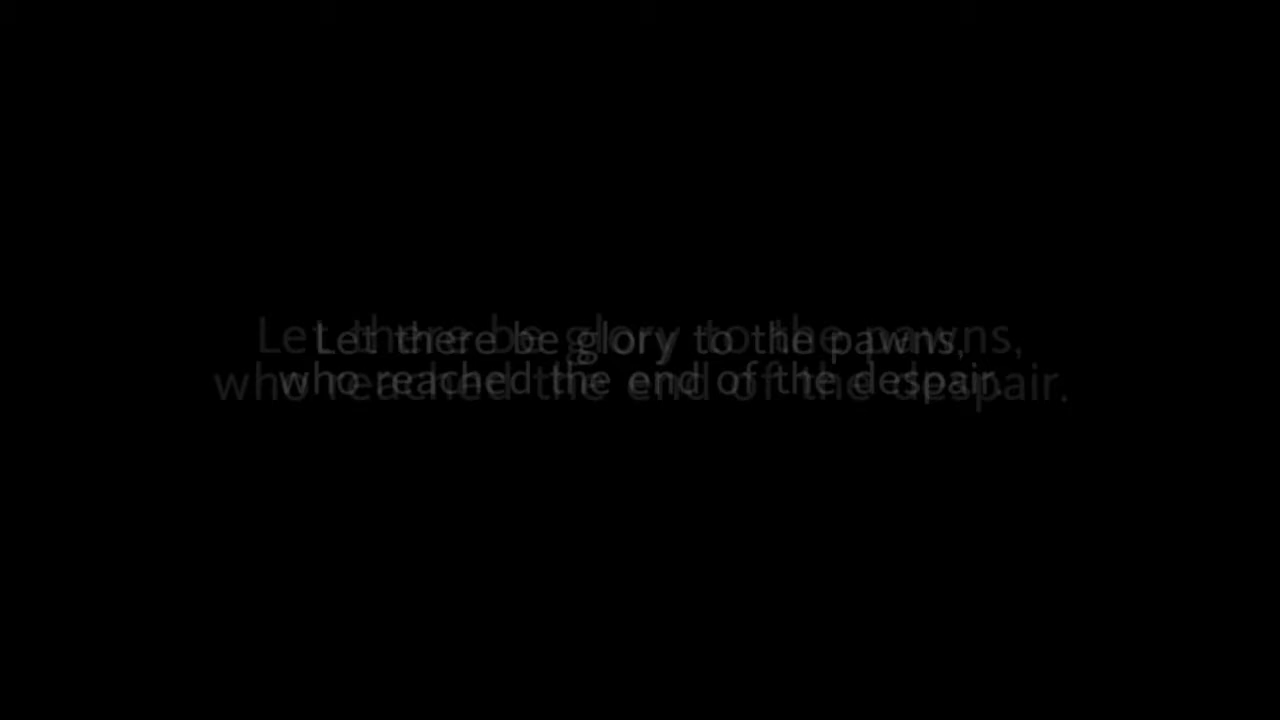 Let there be glory to the pawns,
who reached the end of the despair.